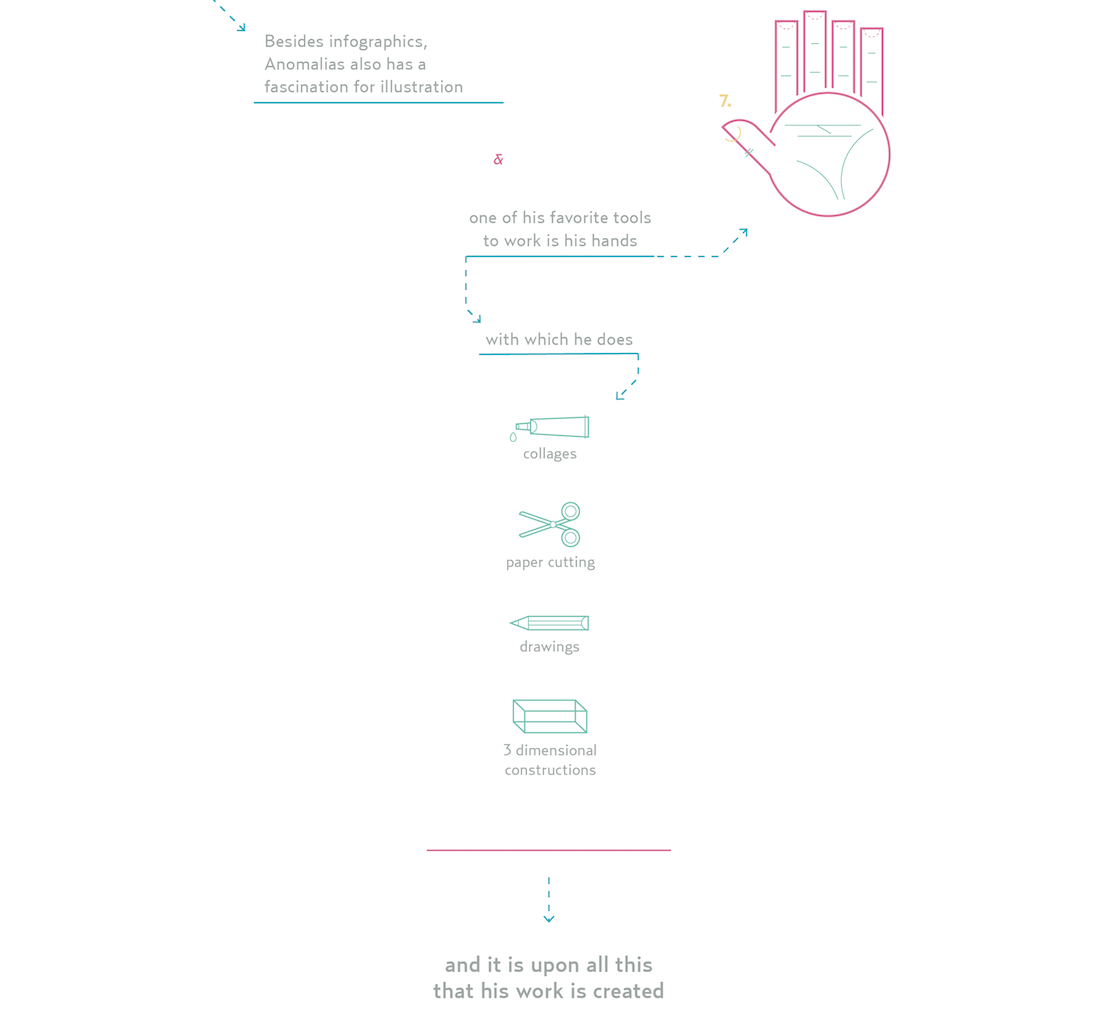 Besides infographics,
Anomalias also has a
fascination for illustration
7.
&
one of his favorite tools
to work is his hands
with which he does
collages
paper cutting
drawings
3 dimensional
constructions
and it is upon all this
that his work is created